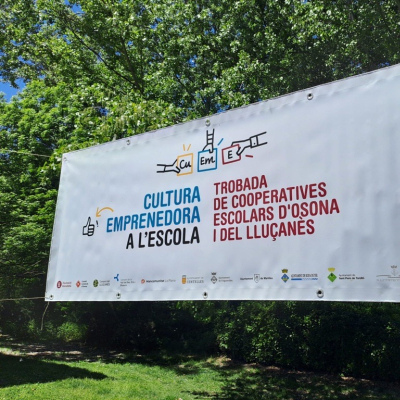 Cu Em E
CULTURA
EMPRENEDORA
A L'ESCOLA
TROBADA
DE COOPERATIVES
ESCOLARS D'OSONA
I DEL LLUÇANÈS